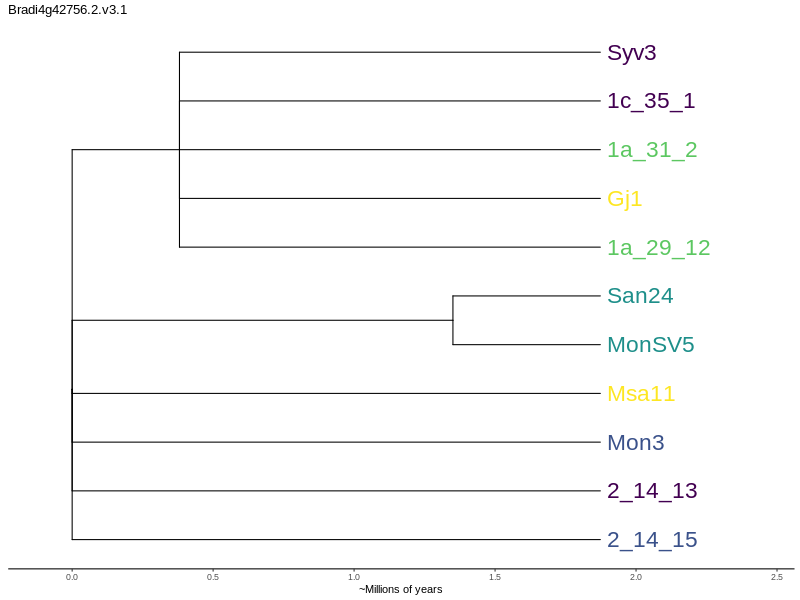 Bradi4g42756.2.v3.1
Syv3
1c_35_1
1a_31_2
Gj1
1a_29_12
San24
MonSV5
Msa11
Mon3
2_14_13
2_14_15
0.0 0.5 1.0 1.5 2.0 2.5
~Millions of years